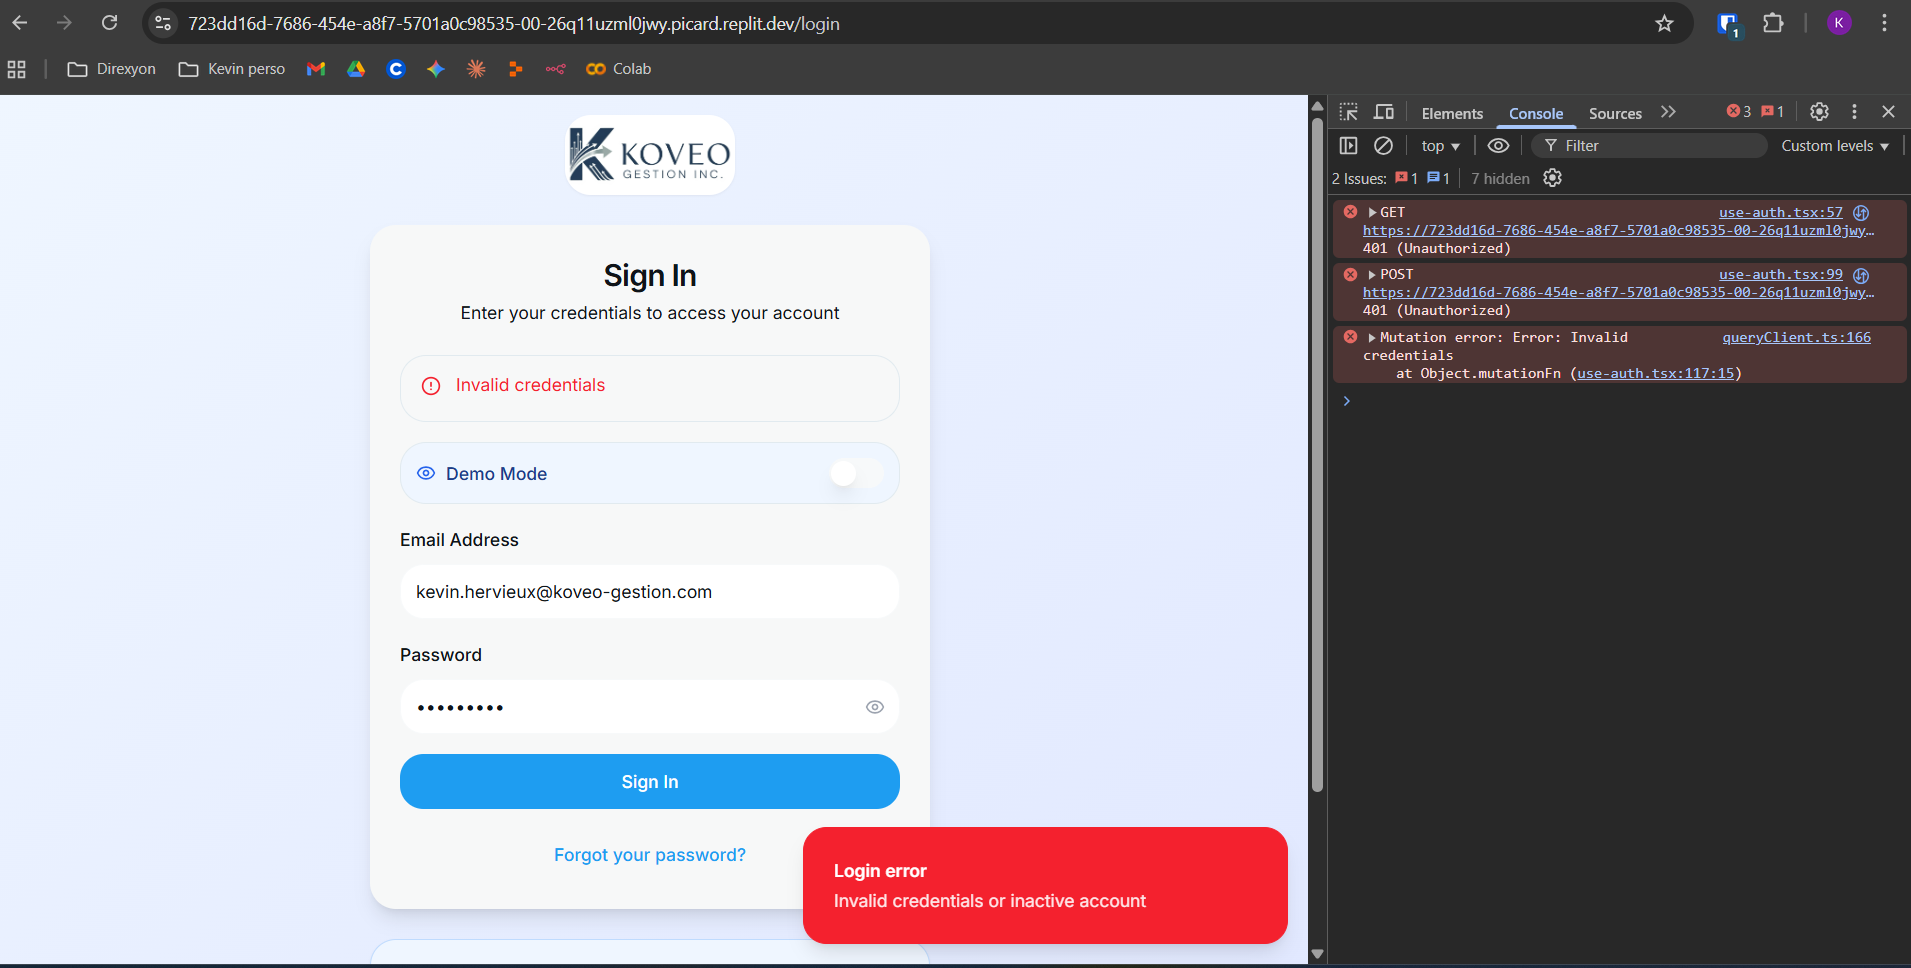 723dd16d-7686-454e-a8f7-5701a0c98535-00-26q11uzml0jwy.picard.replit.dev/login
1
K
Direxyon
Kevin perso
Colab
KOVEO
GESTION INC.
Sign In
Enter your credentials to access your account
Invalid credentials
Demo Mode
Email Address
kevin.hervieux@koveo-gestion.com
Password
•••••••••
Sign In
Forgot your password?
Login error
Invalid credentials or inactive account
Elements
Console
Sources
3
1
top
Filter
Custom levels
2 Issues:
1
1
7 hidden
GET use-auth.tsx:57
https://723dd16d-7686-454e-a8f7-5701a0c98535-00-26q11uzml0jwy…
401 (Unauthorized)
POST use-auth.tsx:99
https://723dd16d-7686-454e-a8f7-5701a0c98535-00-26q11uzml0jwy…
401 (Unauthorized)
Mutation error: Error: Invalid queryClient.ts:166
credentials
at Object.mutationFn (use-auth.tsx:117:15)